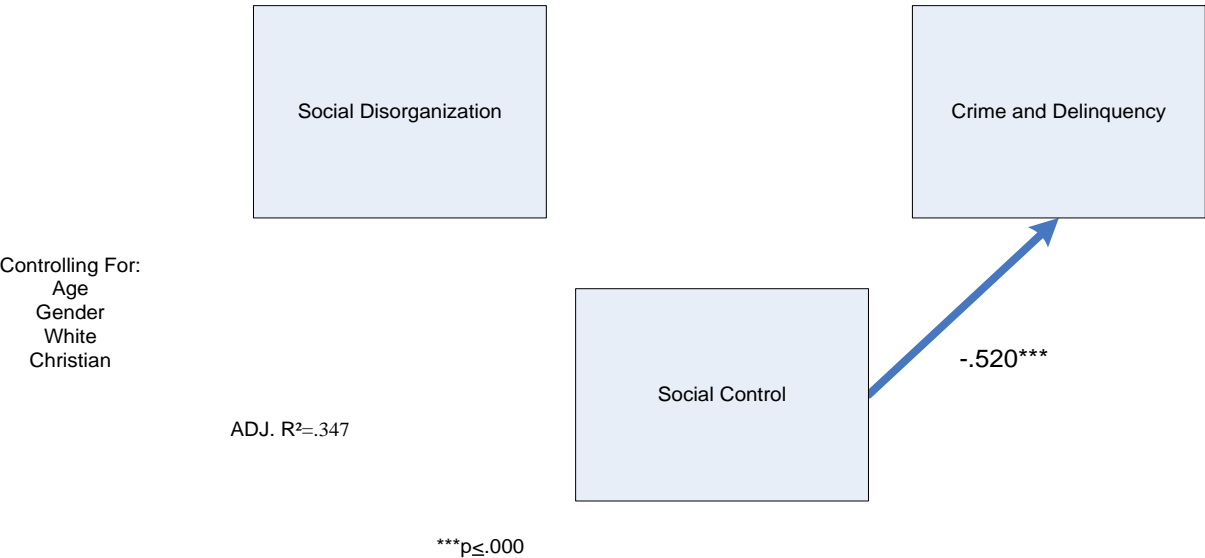 Social Disorganization
Crime and Delinquency
Controlling For:
Age
Gender
White
Christian
-.520***
Social Control
ADJ. R²=.347
***p≤.000